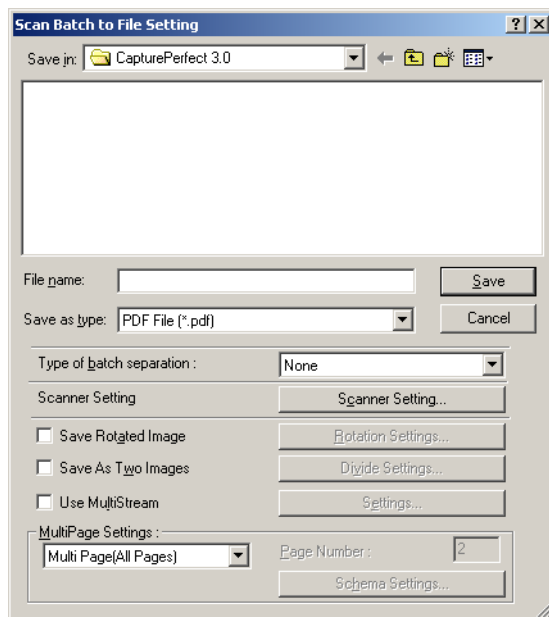 Scan Batch to File Setting
Save in: CapturePerfect 3.0
File name: Save
Save as type: PDF File (*.pdf) Cancel
Type of batch separation : None
Scanner Setting Scanner Setting...
Save Rotated Image Rotation Settings...
Save As Two Images Divide Settings...
Use MultiStream Settings...
MultiPage Settings :
Multi Page(All Pages) Page Number : 2
Schema Settings...